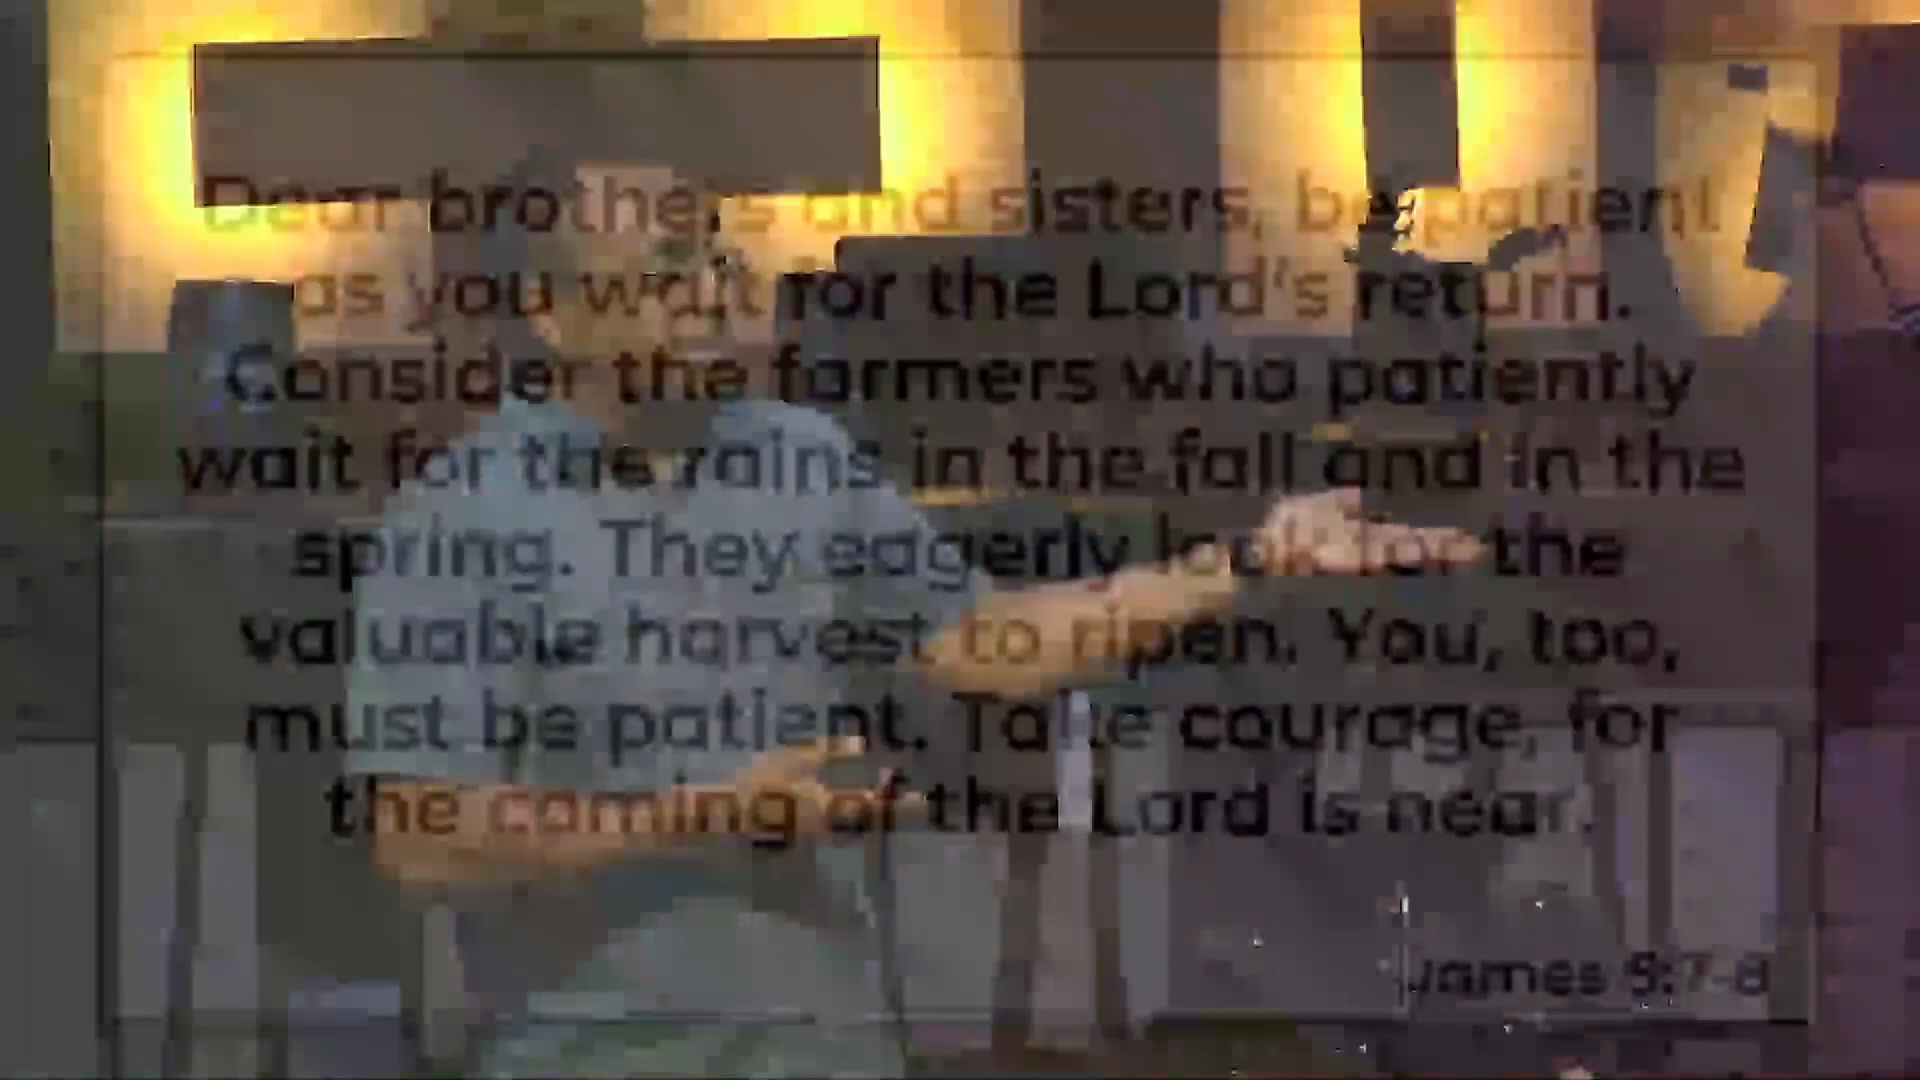 Dear brothers and sisters, be patient
as you wait for the Lord's return.
Consider the farmers who patiently
wait for the rains in the fall and in the
spring. They eagerly look for the
valuable harvest to ripen. You, too,
must be patient. Take courage, for
the coming of the Lord is near.
James 5:7-8